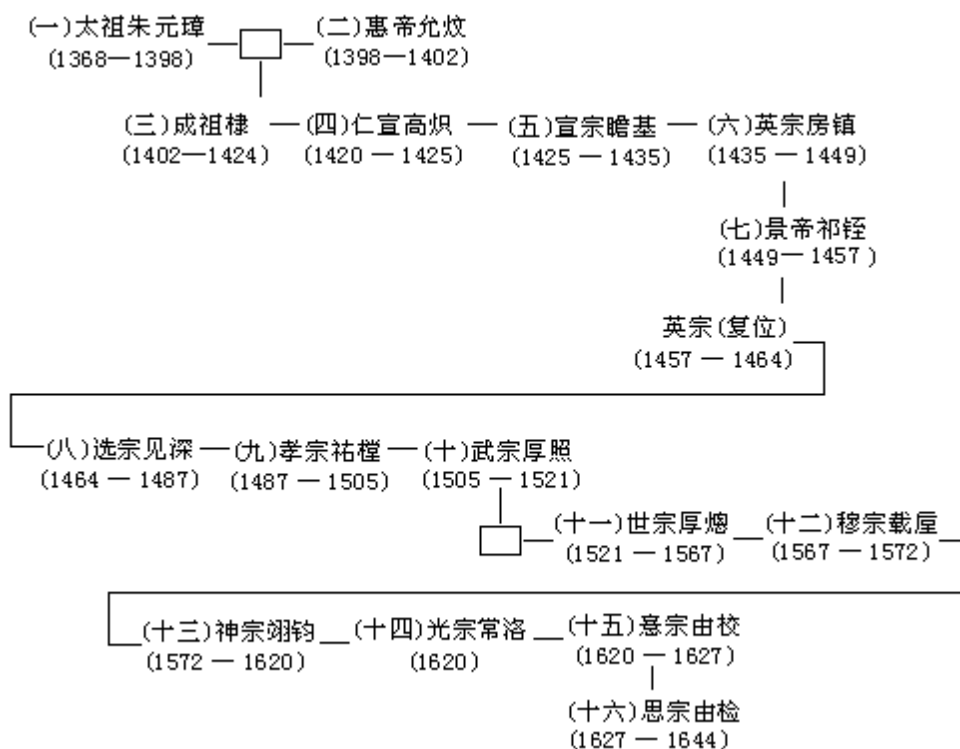 (一)太祖朱元璋
(1368—1398)
(二)惠帝允炆
(1398—1402)
(三)成祖棣
(1402—1424)
(四)仁宣高炽
(1420 — 1425)
(五)宣宗瞻基
(1425 — 1435)
(六)英宗房镇
(1435 — 1449)
(七)景帝祁铚
(1449 — 1457 )
英宗(复位)
(1457 — 1464)
(八)选宗见深
(1464 — 1487)
(九)孝宗祐樘
(1487 — 1505)
(十)武宗厚照
(1505 — 1521)
(十一)世宗厚熜
(1521 — 1567)
(十二)穆宗载垕
(1567 — 1572)
(十三)神宗翊钧
(1572 — 1620)
(十四)光宗常洛
(1620)
(十五)熹宗由校
(1620 — 1627)
(十六)思宗由检
(1627 — 1644)